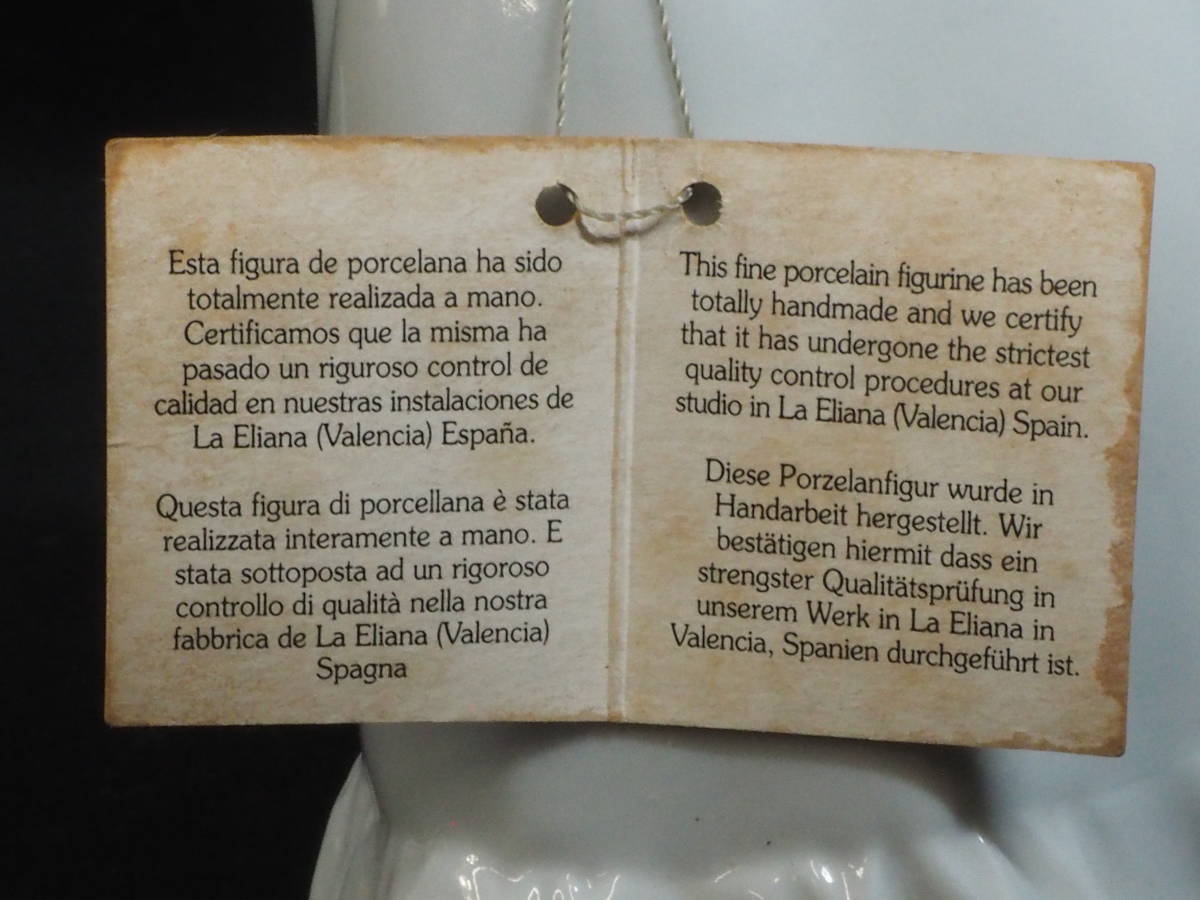 Esta figura de porcelana ha sido
totalmente realizada a mano.
Certificamos que la misma ha
pasado un riguroso control de
calidad en nuestras instalaciones de
La Eliana (Valencia) España.
Questa figura di porcellana è stata
realizzata interamente a mano. E
stata sottoposta ad un rigoroso
controllo di qualità nella nostra
fabbrica de La Eliana (Valencia)
Spagna
This fine porcelain figurine has been
totally handmade and we certify
that it has undergone the strictest
quality control procedures at our
studio in La Eliana (Valencia) Spain.
Diese Porzelanfigur wurde in
Handarbeit hergestellt. Wir
bestätigen hiermit dass ein
strengster Qualitätsprüfung in
unserem Werk in La Eliana in
Valencia, Spanien durchgeführt ist.